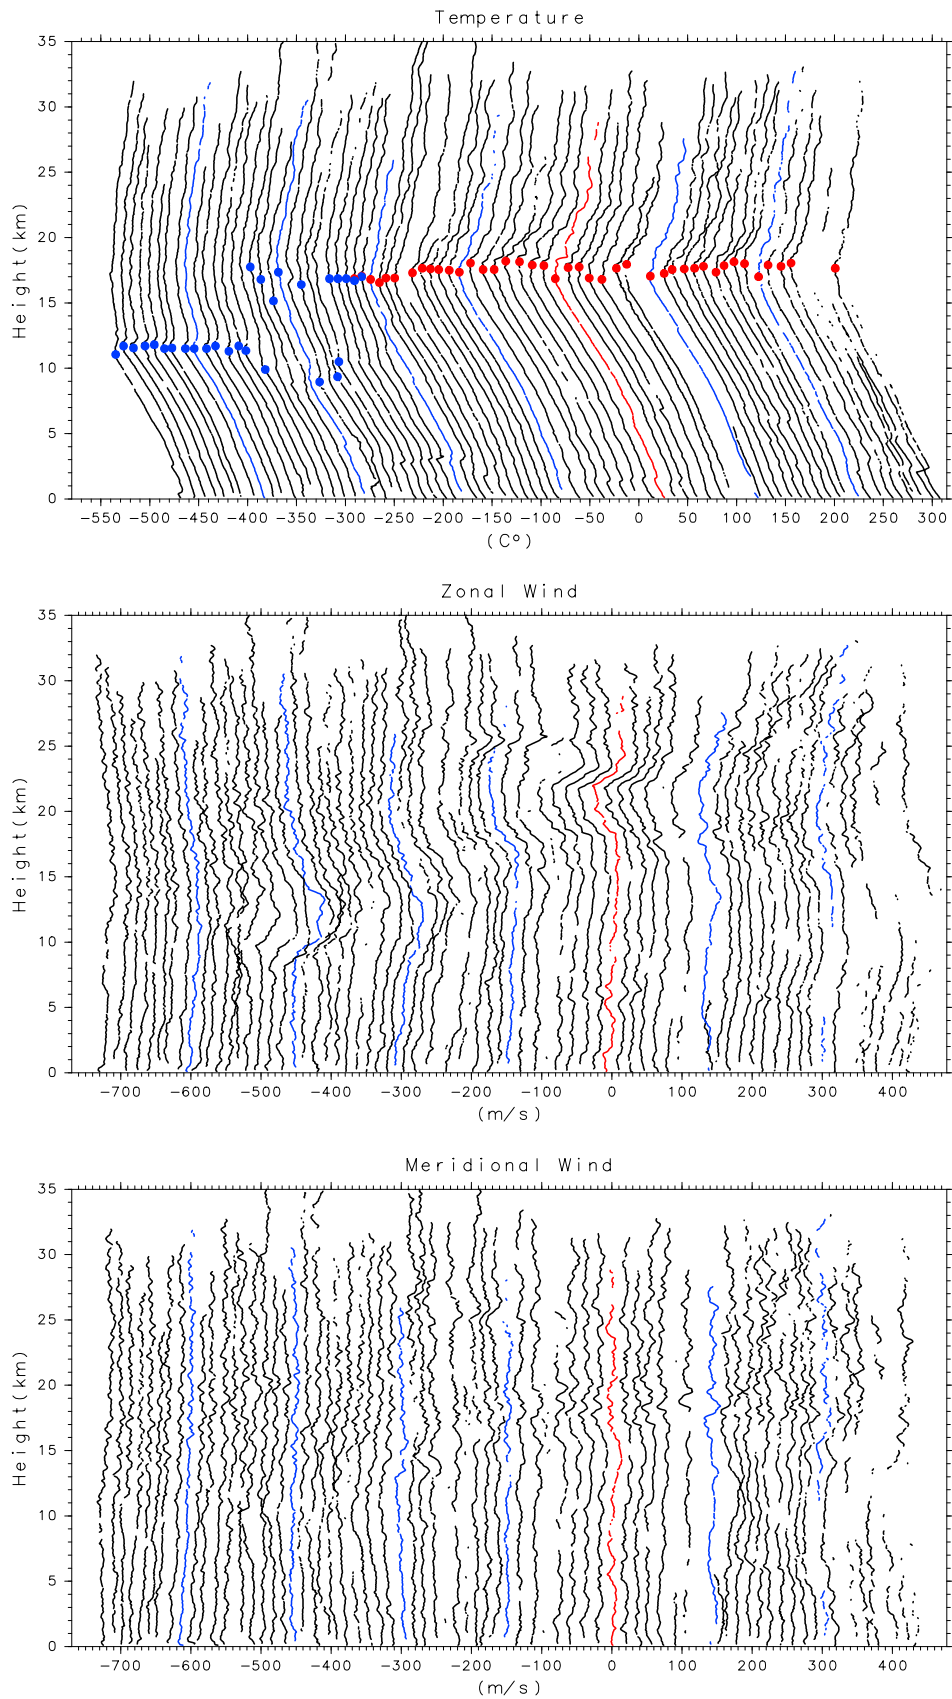 Temperature
35
30
25
20
15
10
5
0
Height(km)
−550 −500 −450 −400 −350 −300 −250 −200 −150 −100 −50 0 50 100 150 200 250 300
(C°)
Zonal Wind
35
30
25
20
15
10
5
0
Height(km)
−700 −600 −500 −400 −300 −200 −100 0 100 200 300 400
(m/s)
Meridional Wind
35
30
25
20
15
10
5
0
Height(km)
−700 −600 −500 −400 −300 −200 −100 0 100 200 300 400
(m/s)